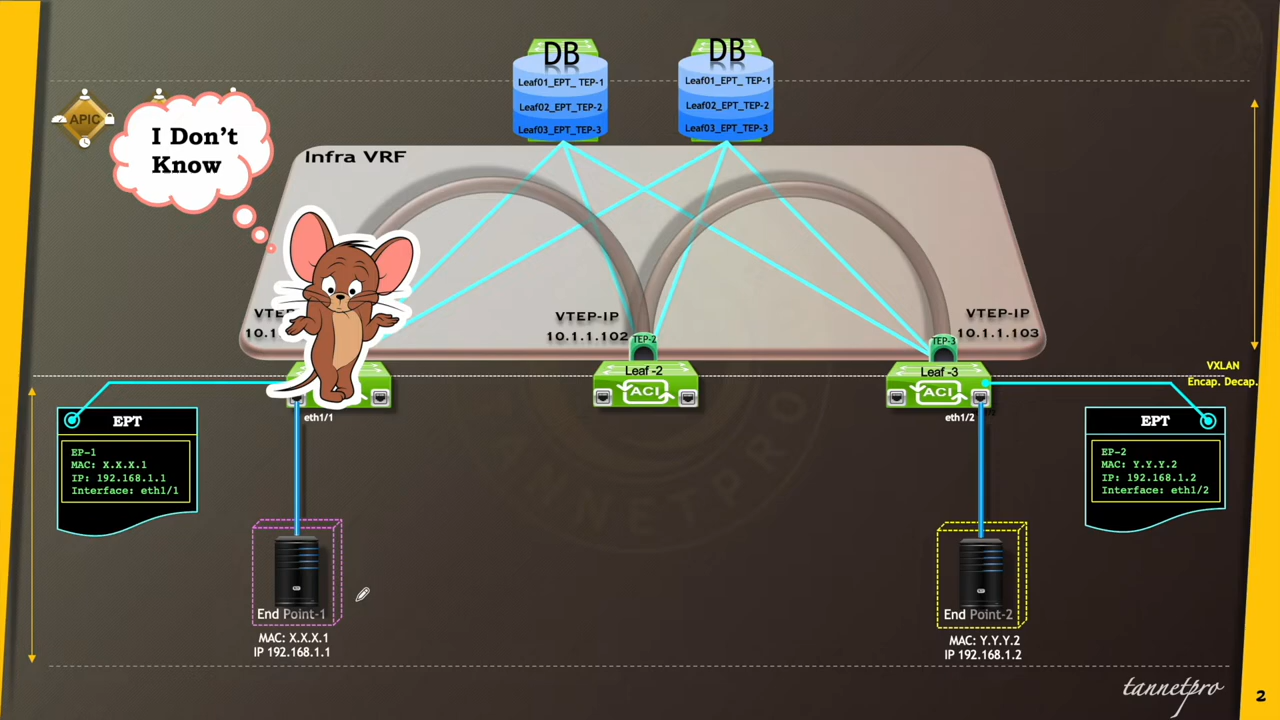 DB
DB
Leaf01_EPT_ TEP-1
Leaf02_EPT_TEP-2
Leaf03_EPT_TEP-3
Leaf01_EPT_ TEP-1
Leaf02_EPT_TEP-2
Leaf03_EPT_TEP-3
APIC
I Don't
Know
Infra VRF
VTEP-IP
10.1.1.102
VTEP-IP
10.1.1.103
TEP-2
TEP-3
Leaf -2
ACI
Leaf -3
ACI
VXLAN
Encap. Decap.
eth1/1
eth1/2
EPT
EP-1
MAC: X.X.X.1
IP: 192.168.1.1
Interface: eth1/1
EPT
EP-2
MAC: Y.Y.Y.2
IP: 192.168.1.2
Interface: eth1/2
End Point-1
MAC: X.X.X.1
IP 192.168.1.1
End Point-2
MAC: Y.Y.Y.2
IP 192.168.1.2
tannetpro
2